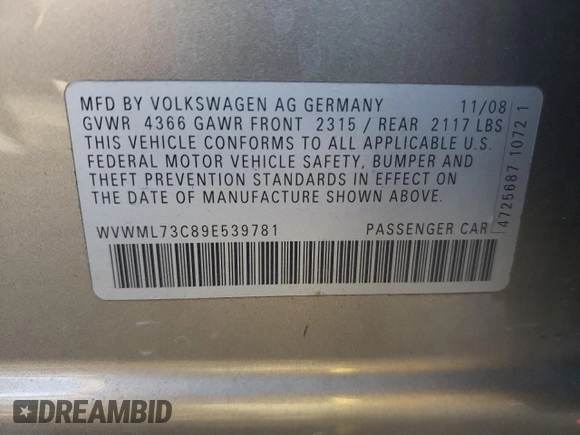 MFD BY VOLKSWAGEN AG GERMANY 11/08
GVWR 4366 GAWR FRONT 2315 / REAR 2117 LBS
THIS VEHICLE CONFORMS TO ALL APPLICABLE U.S.
FEDERAL MOTOR VEHICLE SAFETY, BUMPER AND
THEFT PREVENTION STANDARDS IN EFFECT ON
THE DATE OF MANUFACTURE SHOWN ABOVE.
WVWML73C89E539781 PASSENGER CAR
4725687 10721
DREAMBID